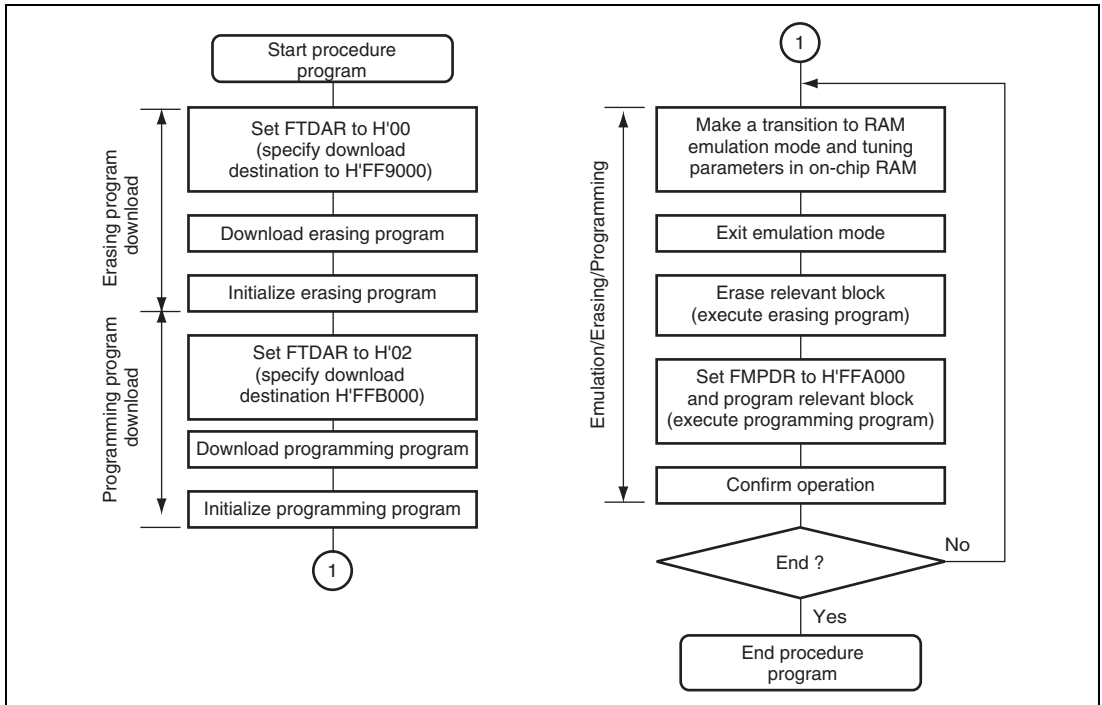 Start procedure
program
Erasing program
download
Set FTDAR to H'00
(specify download
destination to H'FF9000)
Download erasing program
Initialize erasing program
Programming program
download
Set FTDAR to H'02
(specify download
destination H'FFB000)
Download programming program
Initialize programming program
1
1
Emulation/Erasing/Programming
Make a transition to RAM
emulation mode and tuning
parameters in on-chip RAM
Exit emulation mode
Erase relevant block
(execute erasing program)
Set FMPDR to H'FFA000
and program relevant block
(execute programming program)
Confirm operation
End ?
No
Yes
End procedure
program